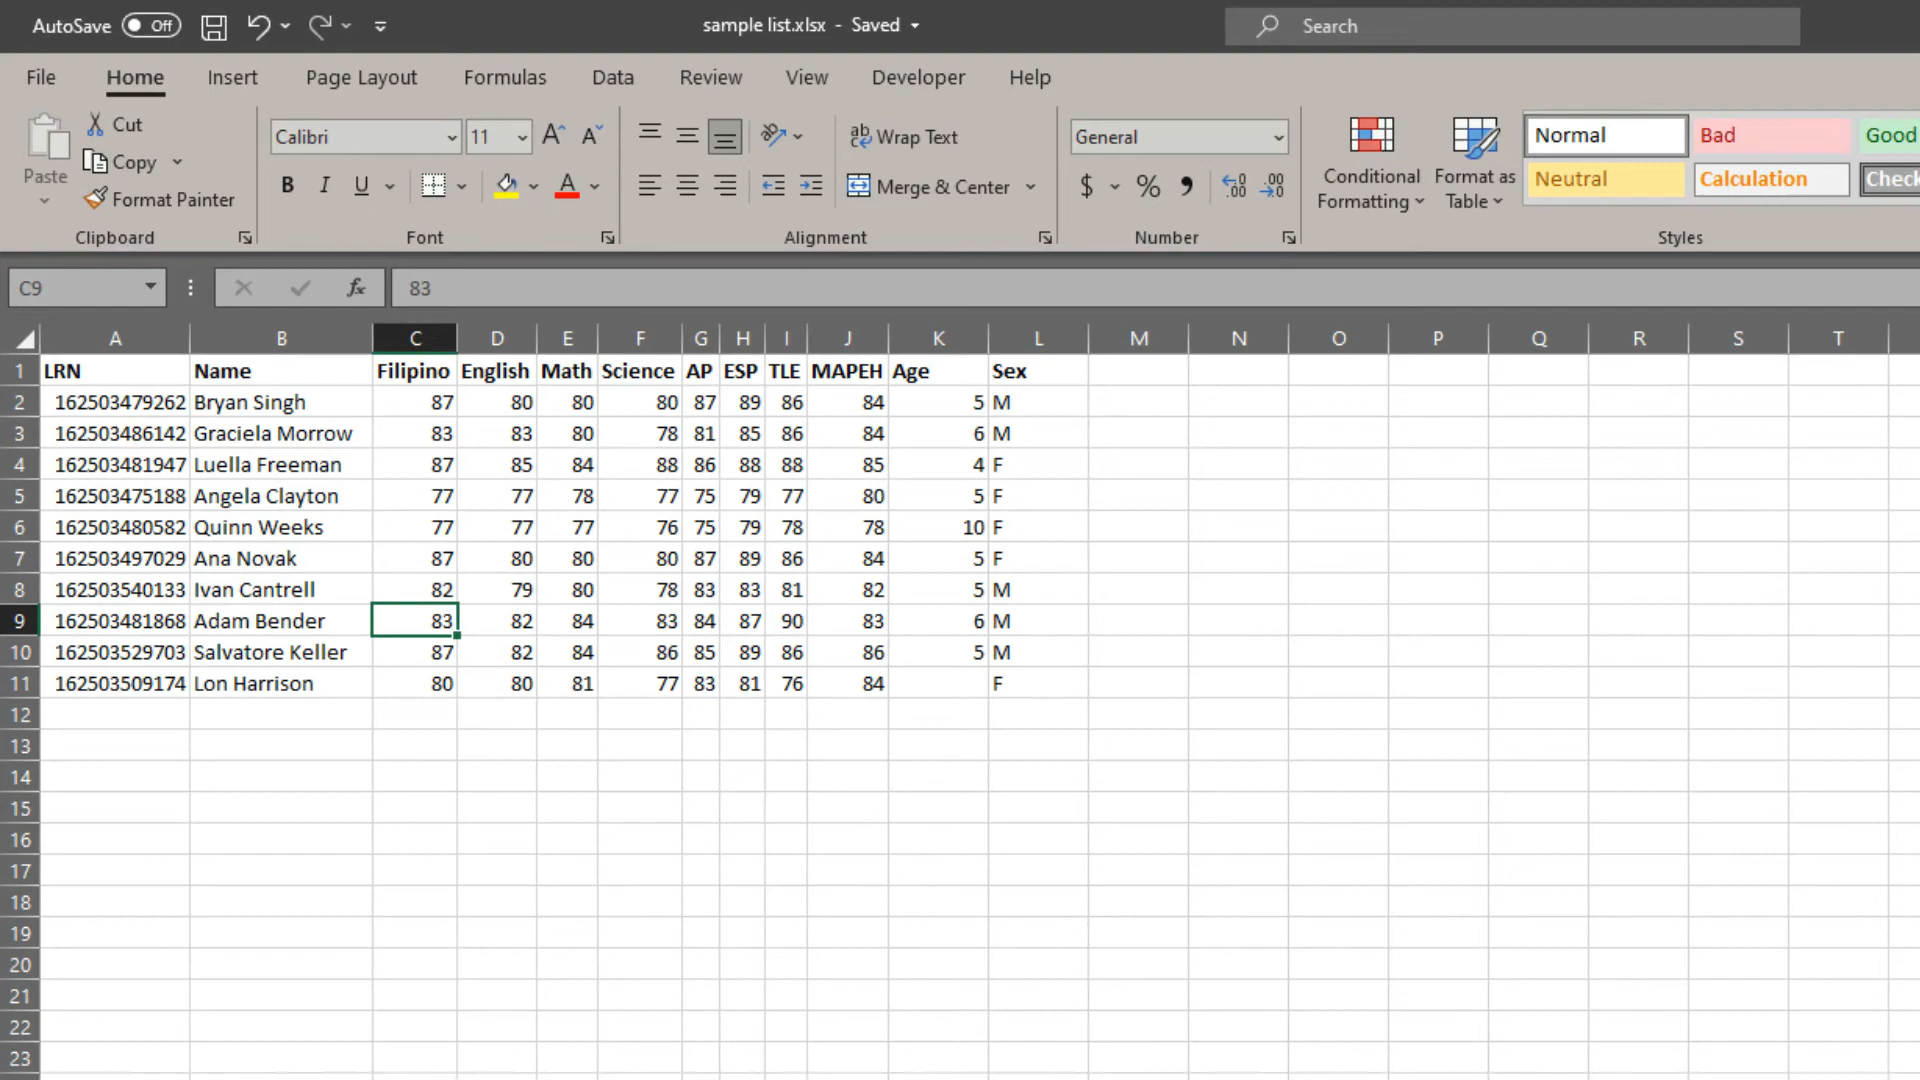 AutoSave Off sample list.xlsx - Saved Search
File Home Insert Page Layout Formulas Data Review View Developer Help
Paste Cut Copy Format Painter Clipboard
Calibri 11 A A B I U A Font
ab Wrap Text Merge & Center Alignment
General $ % , .00 .00 Number
Conditional Formatting Format as Table
Normal Bad Good
Neutral Calculation Check
Styles
C9 fx 83
A B C D E F G H I J K L M N O P Q R S T
1 LRN Name Filipino English Math Science AP ESP TLE MAPEH Age Sex
2 162503479262 Bryan Singh 87 80 80 80 87 89 86 84 5 M
3 162503486142 Graciela Morrow 83 83 80 78 81 85 86 84 6 M
4 162503481947 Luella Freeman 87 85 84 88 86 88 88 85 4 F
5 162503475188 Angela Clayton 77 77 78 77 75 79 77 80 5 F
6 162503480582 Quinn Weeks 77 77 77 76 75 79 78 78 10 F
7 162503497029 Ana Novak 87 80 80 80 87 89 86 84 5 F
8 162503540133 Ivan Cantrell 82 79 80 78 83 83 81 82 5 M
9 162503481868 Adam Bender 83 82 84 83 84 87 90 83 6 M
10 162503529703 Salvatore Keller 87 82 84 86 85 89 86 86 5 M
11 162503509174 Lon Harrison 80 80 81 77 83 81 76 84 F
12
13
14
15
16
17
18
19
20
21
22
23